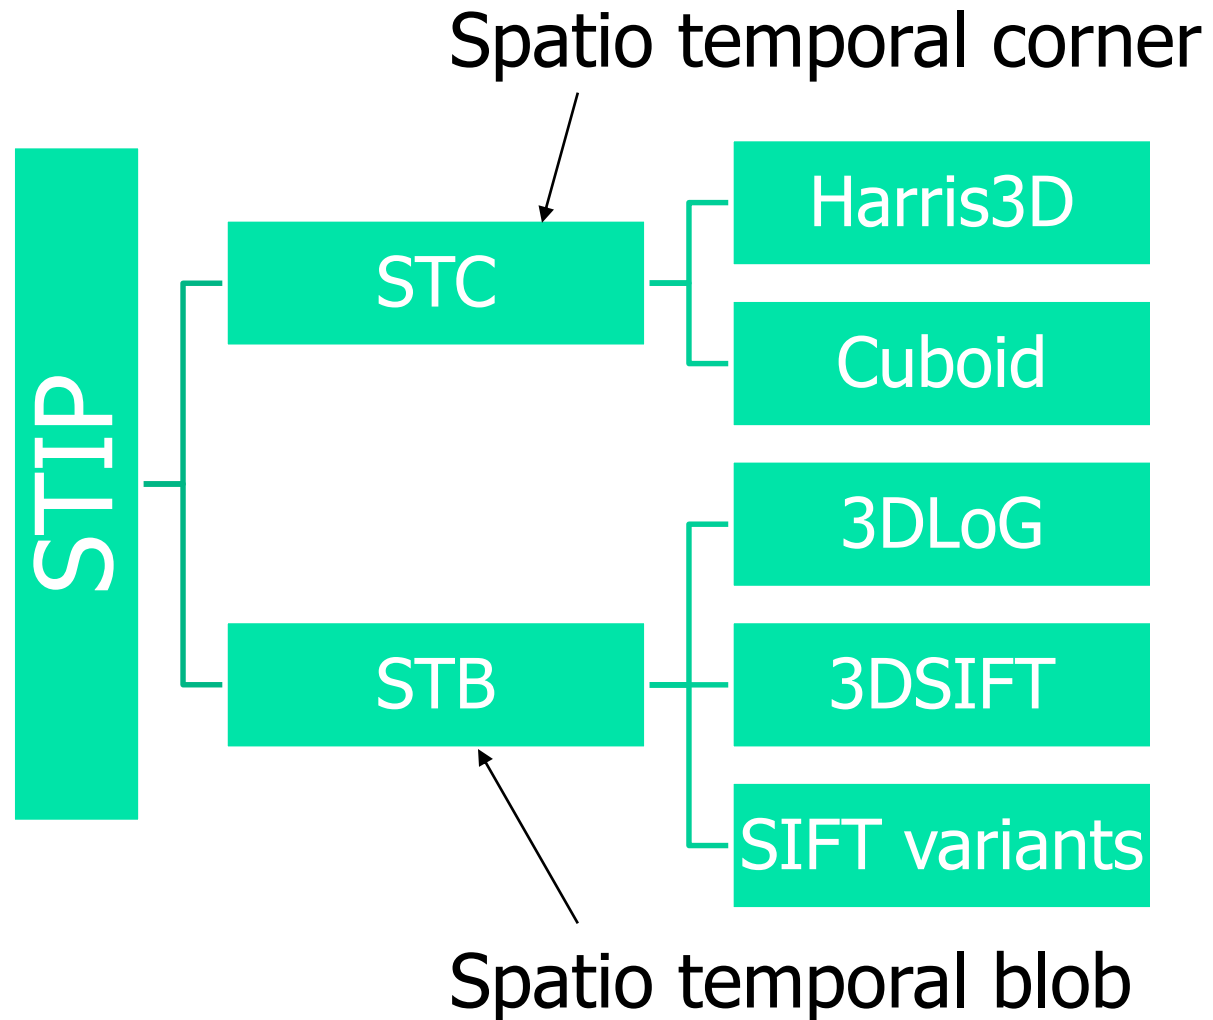 Spatio temporal corner
STIP
STC
Harris3D
Cuboid
STB
3DLoG
3DSIFT
SIFT variants
Spatio temporal blob